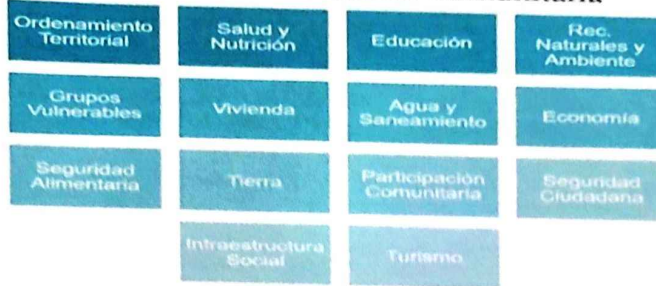 Ordenamiento
Territorial
Salud y
Nutrición
Educación
Rec.
Naturales y
Ambiente
Grupos
Vulnerables
Vivienda
Agua y
Saneamiento
Economía
Seguridad
Alimentaria
Tierra
Participación
Comunitaria
Seguridad
Ciudadana
Infraestructura
Social
Turismo